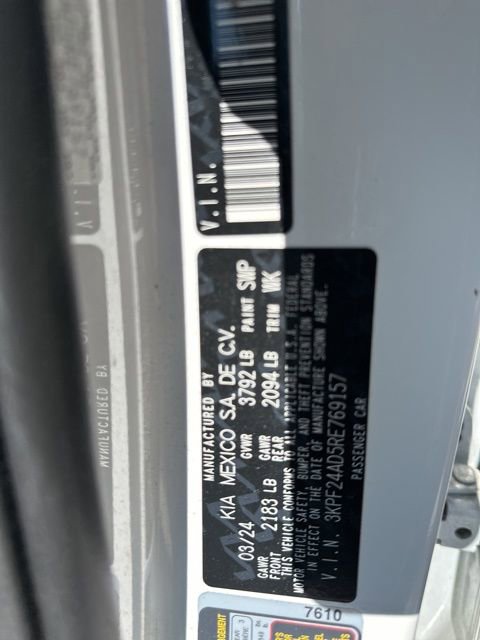 V.I.N.
MANUFACTURED BY
KIA MEXICO S.A. DE C.V.
03/24 GVWR 3792 LB PAINT SWP
GAWR FRONT 2183 LB GAWR REAR 2094 LB TRIM WK
THIS VEHICLE CONFORMS TO ALL APPLICABLE U.S.A. FEDERAL
MOTOR VEHICLE SAFETY, BUMPER, AND THEFT PREVENTION STANDARDS
IN EFFECT ON THE DATE OF MANUFACTURE SHOWN ABOVE.
V.I.N. 3KPF24AD5RE769157
PASSENGER CAR
7610